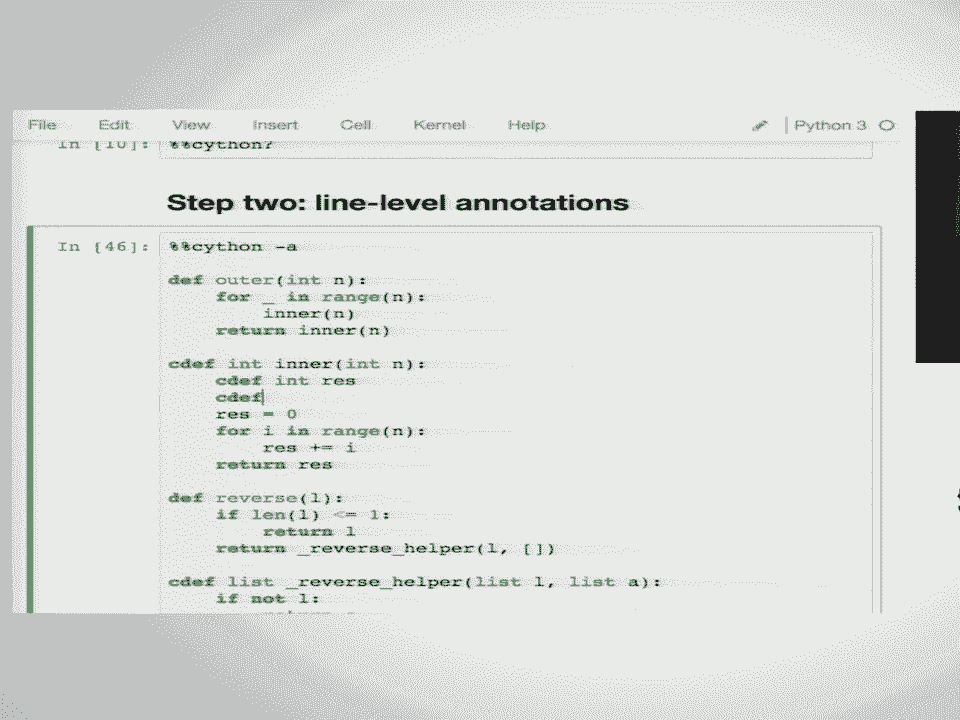 File Edit View Insert Cell Kernel Help Python 3
In [10]: %%cython?
Step two: line-level annotations
In [46]: %%cython -a
def outer(int n):
    for _ in range(n):
        inner(n)
    return inner(n)
cdef int inner(int n):
    cdef int res
    cdef
    res = 0
    for i in range(n):
        res += i
    return res
def reverse(l):
    if len(l) <= 1:
        return l
    return _reverse_helper(l, [])
cdef list _reverse_helper(list l, list a):
    if not l: